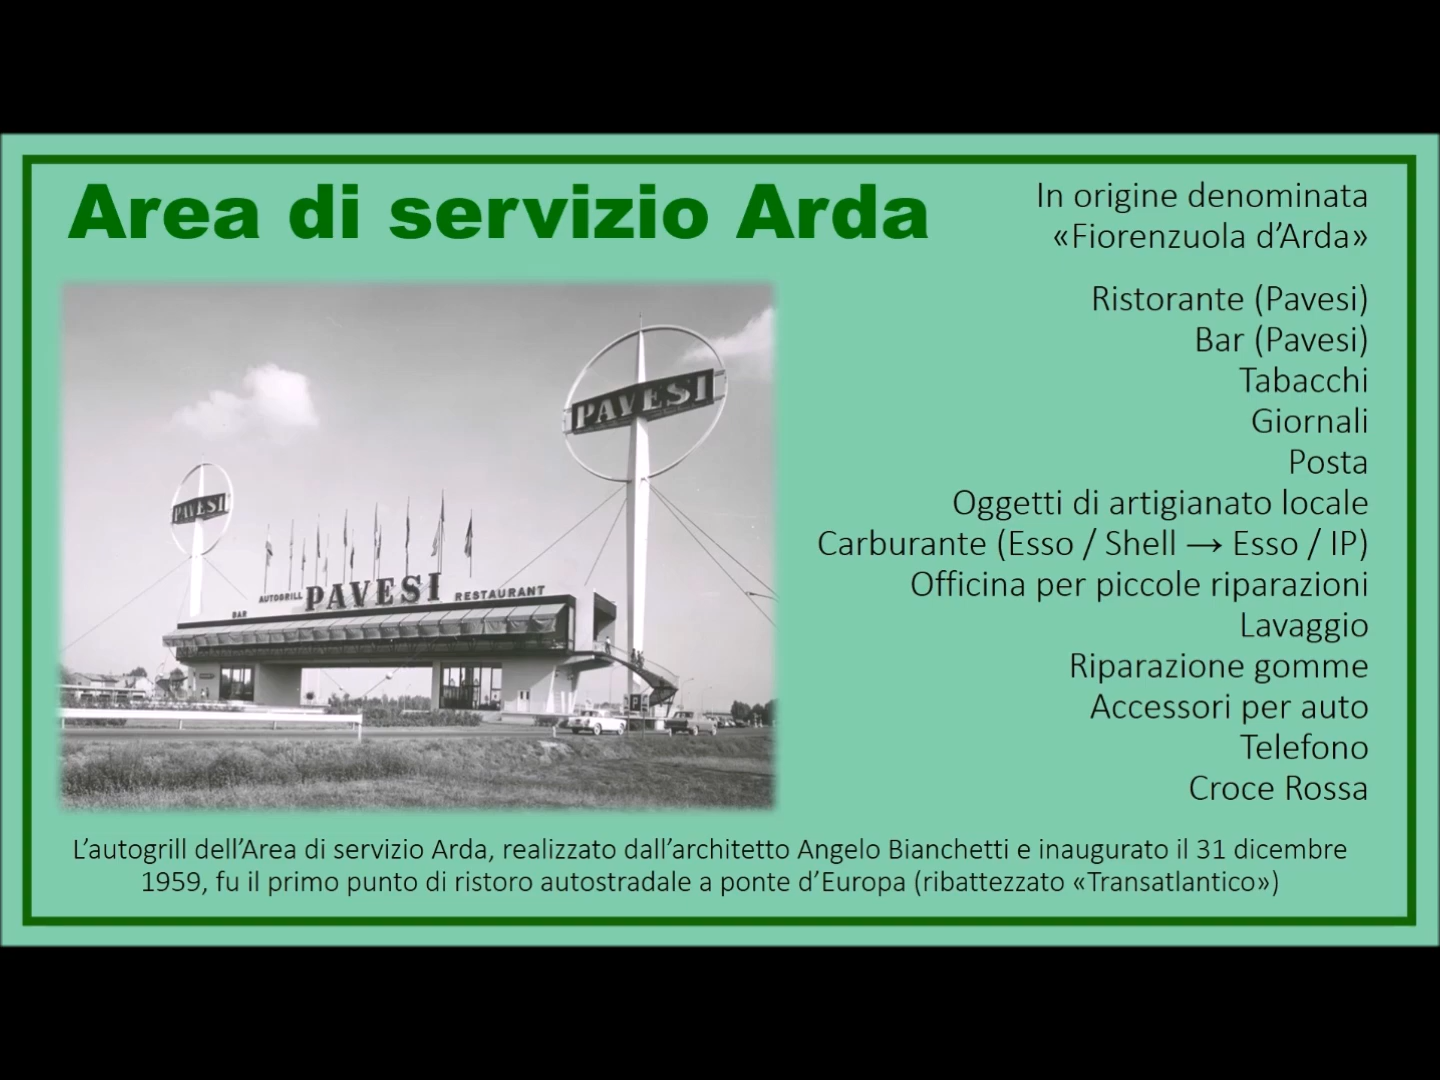 Area di servizio Arda
In origine denominata
«Fiorenzuola d’Arda»
Ristorante (Pavesi)
Bar (Pavesi)
Tabacchi
Giornali
Posta
Oggetti di artigianato locale
Carburante (Esso / Shell → Esso / IP)
Officina per piccole riparazioni
Lavaggio
Riparazione gomme
Accessori per auto
Telefono
Croce Rossa
PAVESI
PAVESI
BAR AUTOGRILL PAVESI RESTAURANT
P
L’autogrill dell’Area di servizio Arda, realizzato dall’architetto Angelo Bianchetti e inaugurato il 31 dicembre
1959, fu il primo punto di ristoro autostradale a ponte d’Europa (ribattezzato «Transatlantico»)